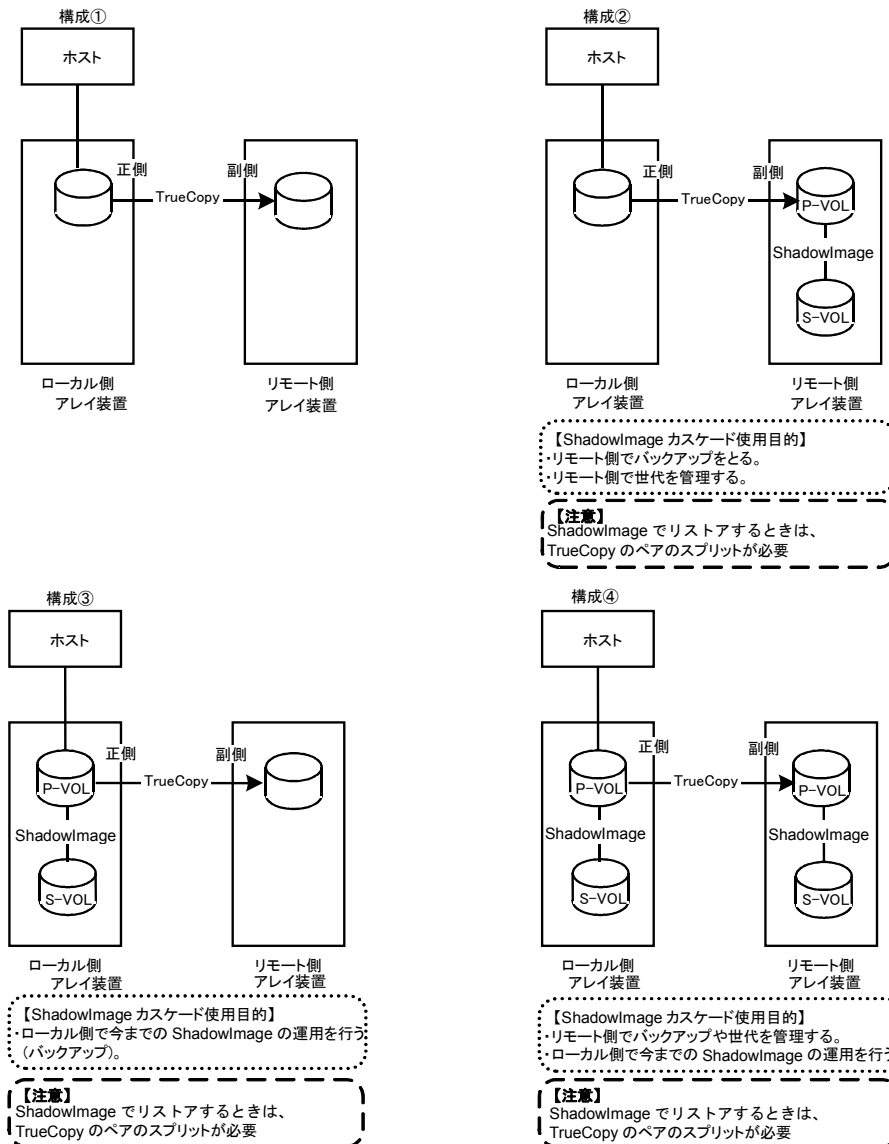 構成①
ホスト
正側
副側
TrueCopy
ローカル側
アレイ装置
リモート側
アレイ装置
構成②
ホスト
正側
副側
TrueCopy
P-VOL
ShadowImage
S-VOL
ローカル側
アレイ装置
リモート側
アレイ装置
【ShadowImage カスケード使用目的】
・リモート側でバックアップをとる。
・リモート側で世代を管理する。
【注意】
ShadowImage でリストアするときは、
TrueCopy のペアのスプリットが必要
構成③
ホスト
正側
副側
P-VOL
TrueCopy
ShadowImage
S-VOL
ローカル側
アレイ装置
リモート側
アレイ装置
【ShadowImage カスケード使用目的】
・ローカル側で今までの ShadowImage の運用を行う
（バックアップ）。
【注意】
ShadowImage でリストアするときは、
TrueCopy のペアのスプリットが必要
構成④
ホスト
正側
副側
P-VOL
TrueCopy
P-VOL
ShadowImage
ShadowImage
S-VOL
S-VOL
ローカル側
アレイ装置
リモート側
アレイ装置
【ShadowImage カスケード使用目的】
・リモート側でバックアップや世代を管理する。
・ローカル側で今までの ShadowImage の運用を行う
【注意】
ShadowImage でリストアするときは、
TrueCopy のペアのスプリットが必要